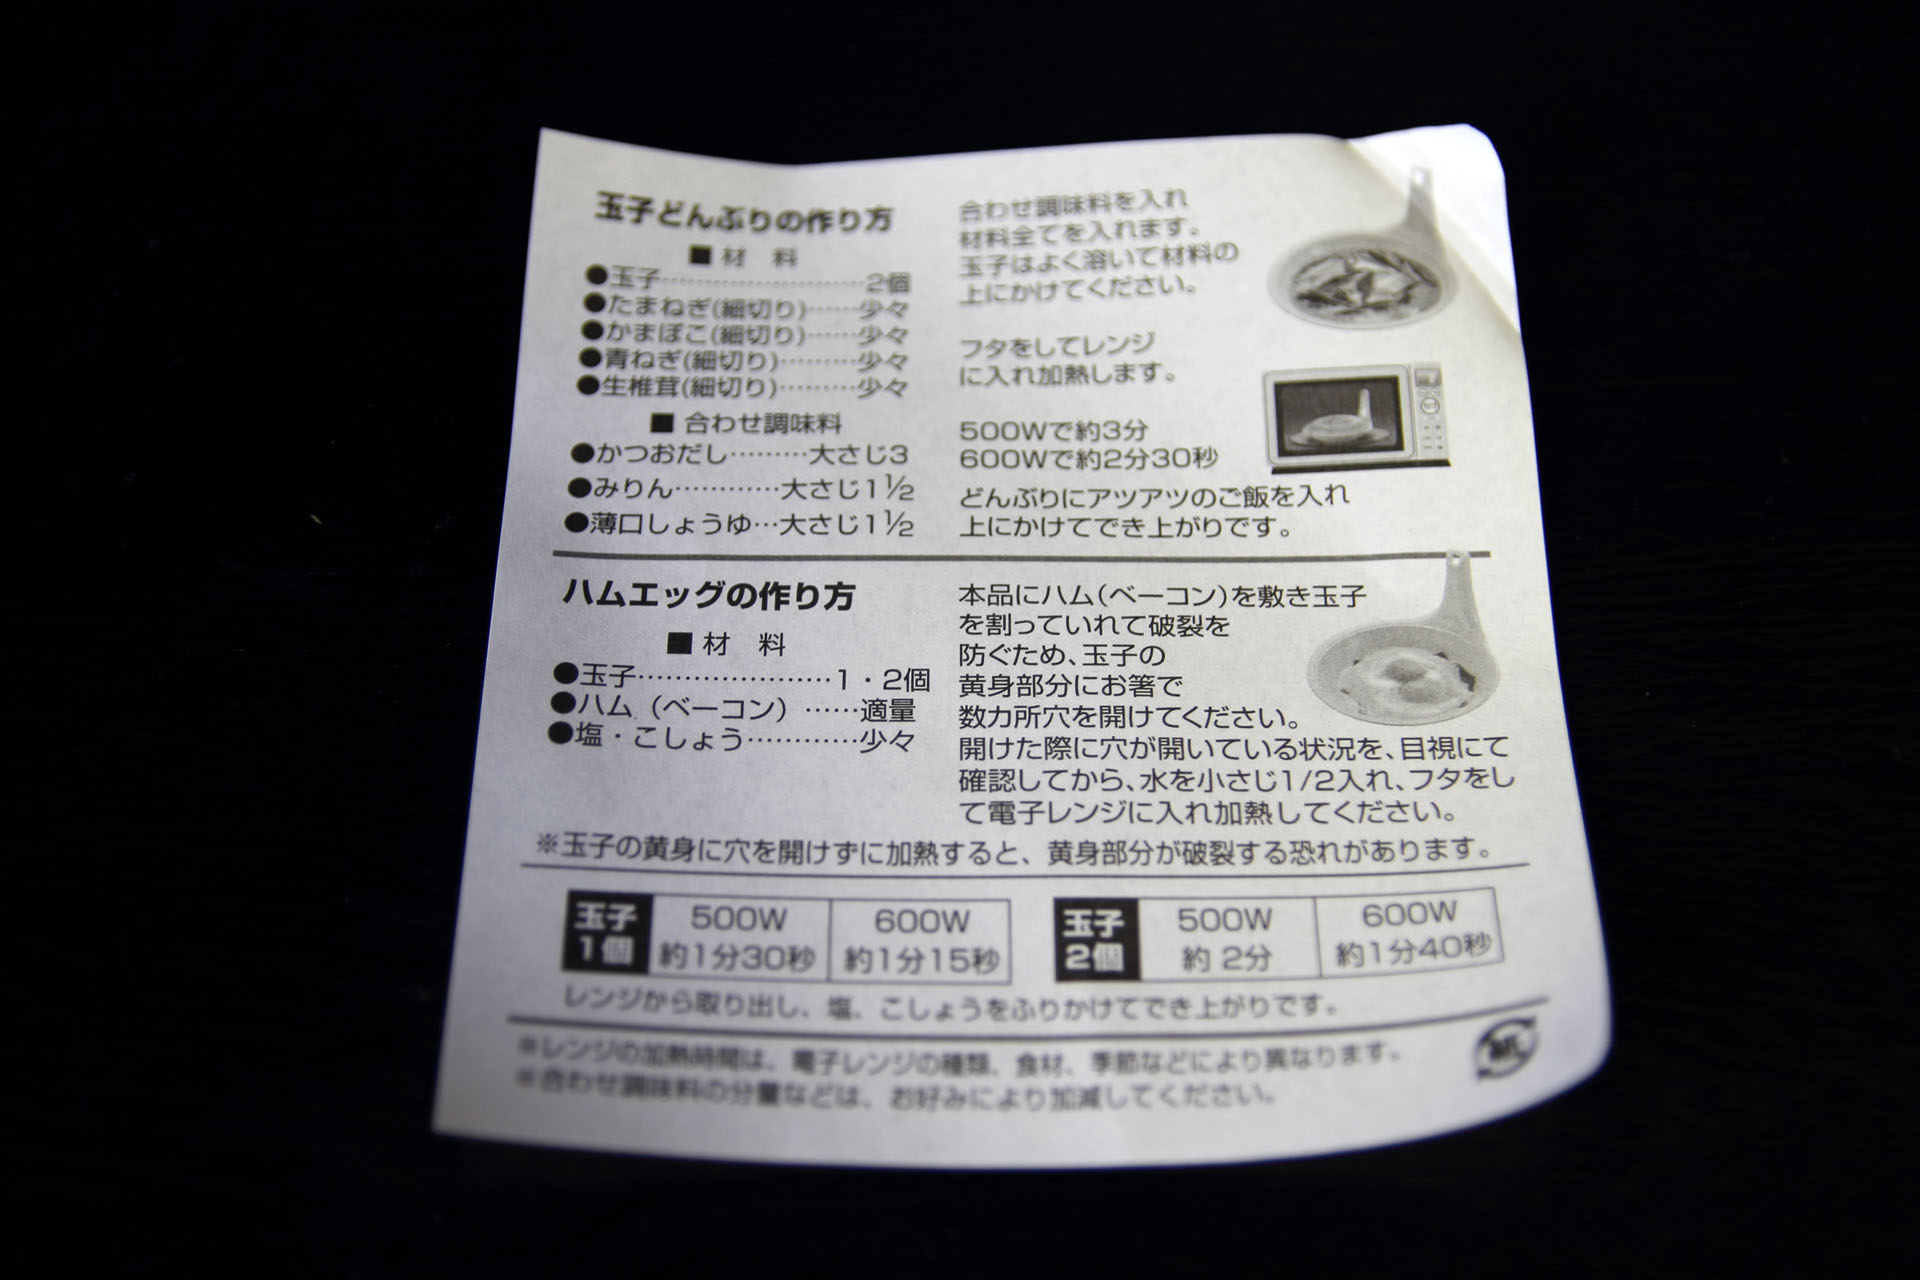 玉子どんぶりの作り方
■材 料
●玉子……………………2個
●たまねぎ(細切り)……少々
●かまぼこ(細切り)……少々
●青ねぎ(細切り)………少々
●生椎茸(細切り)………少々
■合わせ調味料
●かつおだし………大さじ3
●みりん…………大さじ1½
●薄口しょうゆ…大さじ1½
合わせ調味料を入れ
材料全てを入れます。
玉子はよく溶いて材料の
上にかけてください。
フタをしてレンジ
に入れ加熱します。
500Wで約3分
600Wで約2分30秒
どんぶりにアツアツのご飯を入れ
上にかけてでき上がりです。
ハムエッグの作り方
■材 料
●玉子…………………1・2個
●ハム(ベーコン)……適量
●塩・こしょう…………少々
本品にハム(ベーコン)を敷き玉子
を割っていれて破裂を
防ぐため、玉子の
黄身部分にお箸で
数カ所穴を開けてください。
開けた際に穴が開いている状況を、目視にて
確認してから、水を小さじ1/2入れ、フタをし
て電子レンジに入れ加熱してください。
※玉子の黄身に穴を開けずに加熱すると、黄身部分が破裂する恐れがあります。
玉子1個 500W 約1分30秒 600W 約1分15秒
玉子2個 500W 約2分 600W 約1分40秒
レンジから取り出し、塩、こしょうをふりかけてでき上がりです。
※レンジの加熱時間は、電子レンジの種類、食材、季節などにより異なります。
※合わせ調味料の分量などは、お好みにより加減してください。
紙